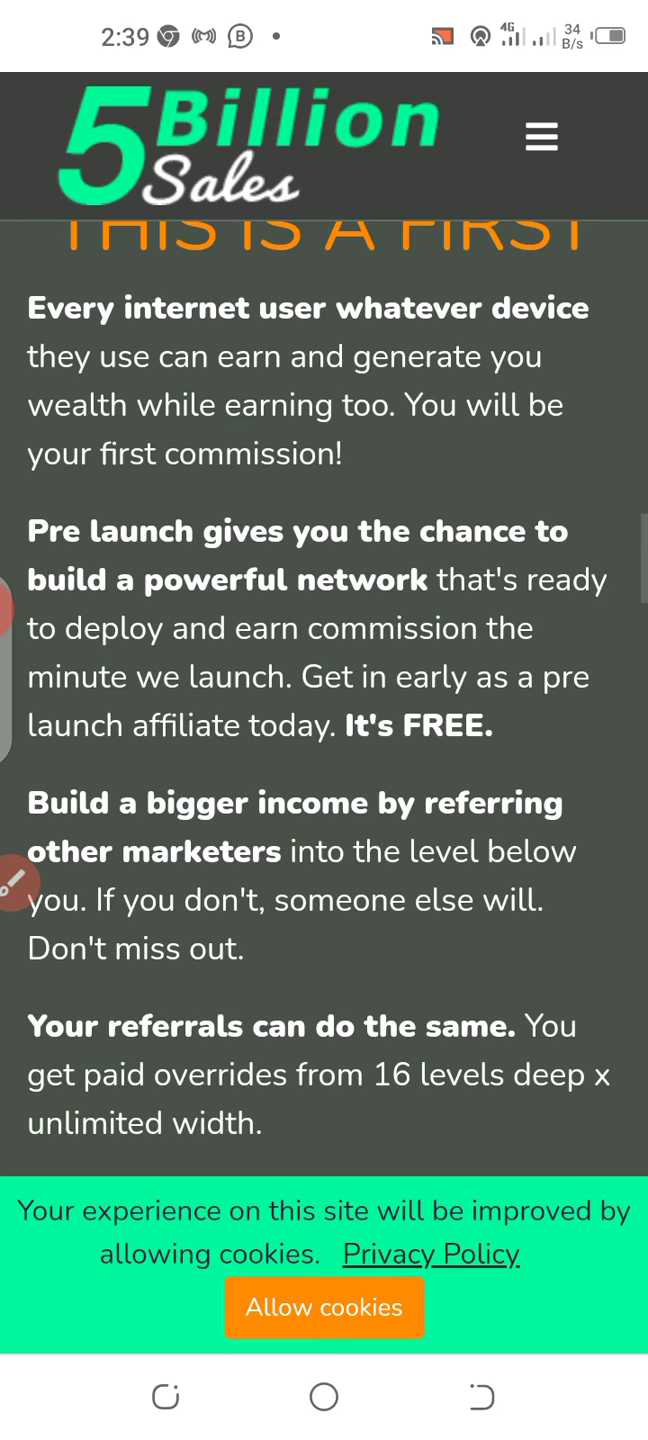 2:39
4G
34
B/s
5 Billion
Sales
THIS IS A FIRST
Every internet user whatever device
they use can earn and generate you
wealth while earning too. You will be
your first commission!
Pre launch gives you the chance to
build a powerful network that's ready
to deploy and earn commission the
minute we launch. Get in early as a pre
launch affiliate today. It's FREE.
Build a bigger income by referring
other marketers into the level below
you. If you don't, someone else will.
Don't miss out.
Your referrals can do the same. You
get paid overrides from 16 levels deep x
unlimited width.
Your experience on this site will be improved by
allowing cookies. Privacy Policy
Allow cookies